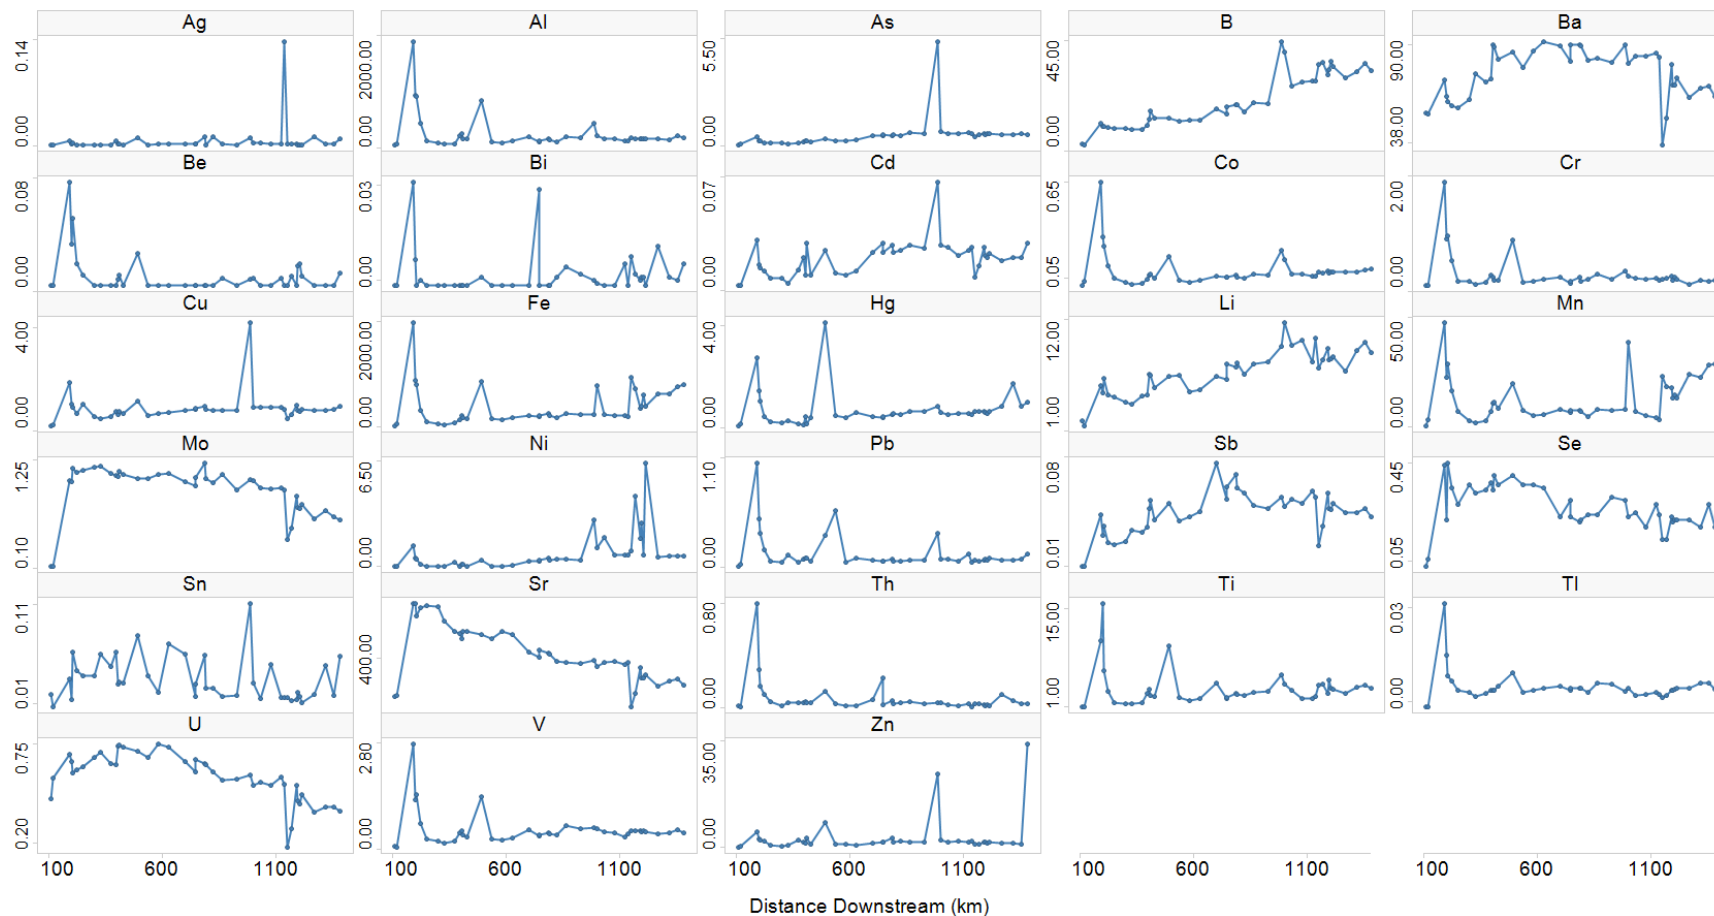 Ag Al As B Ba
0.14 0.00 2000.00 0.00 5.50 0.00 45.00 0.00 90.00 38.00
Be Bi Cd Co Cr
0.08 0.00 0.03 0.00 0.07 0.00 0.65 0.05 2.00 0.00
Cu Fe Hg Li Mn
4.00 0.00 2000.00 0.00 4.00 0.00 12.00 1.00 50.00 0.00
Mo Ni Pb Sb Se
1.25 0.10 6.50 0.00 1.10 0.00 0.08 0.01 0.45 0.05
Sn Sr Th Ti Tl
0.11 0.01 400.00 0.80 0.00 15.00 1.00 0.03 0.00
U V Zn
0.75 0.20 2.80 0.00 35.00 0.00
100 600 1100 100 600 1100 100 600 1100 100 600 1100 100 600 1100
Distance Downstream (km)